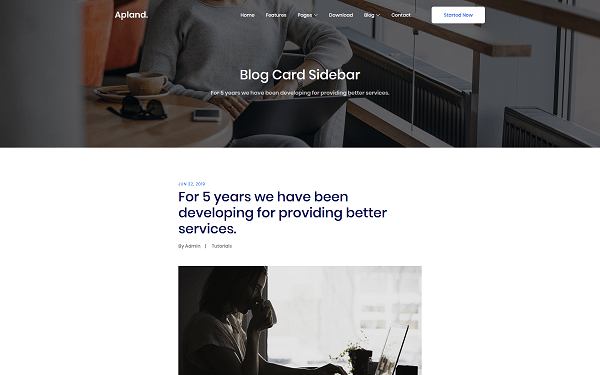 Apland. Home Features Pages Download Blog Contact Started Now
Blog Card Sidebar
For 5 years we have been developing for providing better services.
JUN 22, 2019
For 5 years we have been
developing for providing better
services.
By Admin | Tutorials